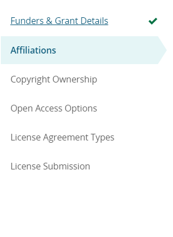 Funders & Grant Details
Affiliations
Copyright Ownership
Open Access Options
License Agreement Types
License Submission